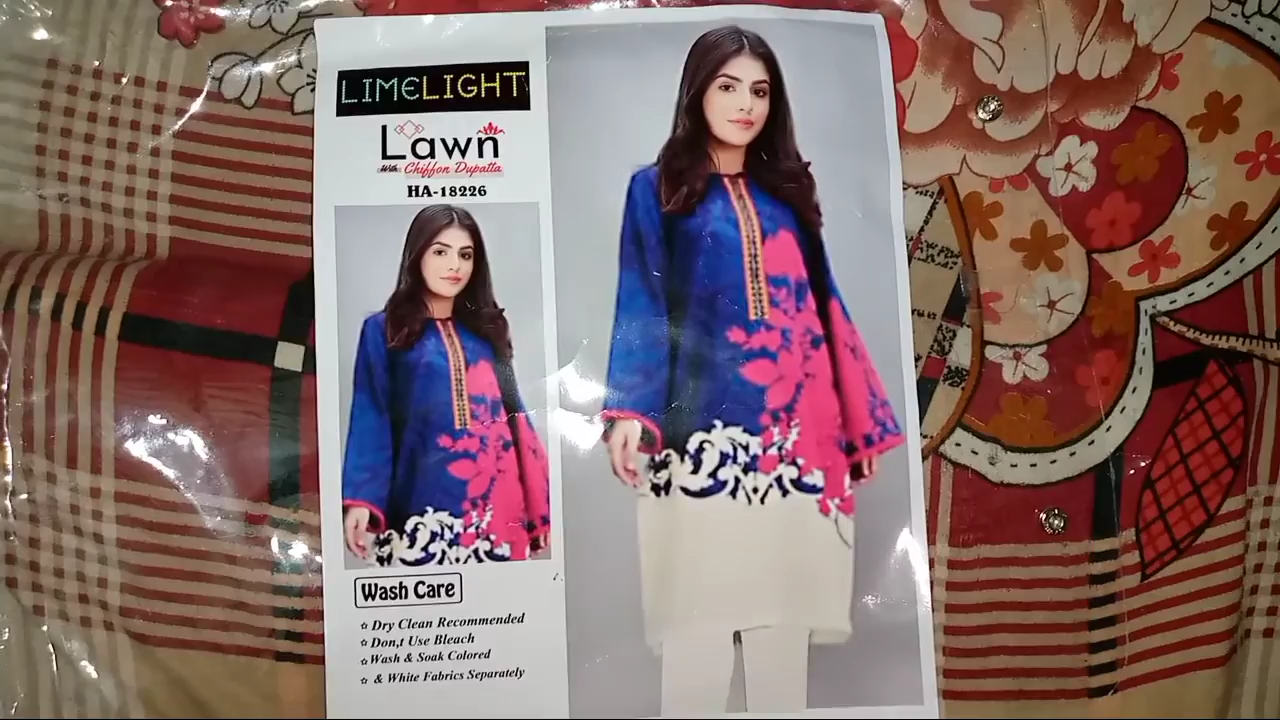 LIMELIGHT
Lawn
With Chiffon Dupatta
HA-18226
Wash Care
☆ Dry Clean Recommended
☆ Don,t Use Bleach
☆ Wash & Soak Colored
☆ & White Fabrics Separately